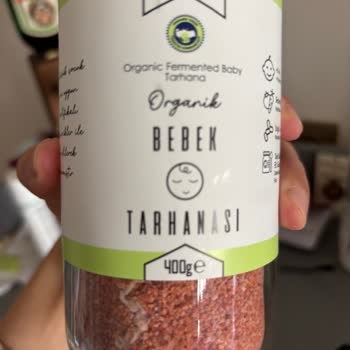 Organic Fermented Baby
Tarhana
Organik
BEBEK
TARHANASI
400g℮